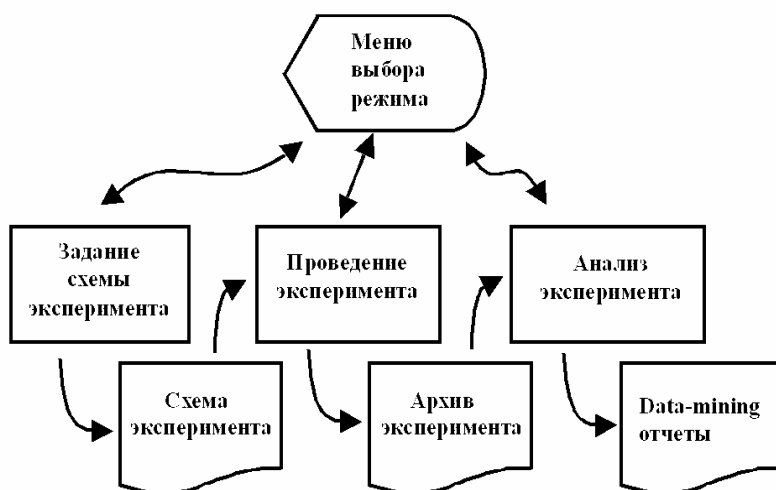 Меню
выбора
режима
Задание
схемы
эксперимента
Проведение
эксперимента
Анализ
эксперимента
Схема
эксперимента
Архив
эксперимента
Data-mining
отчеты